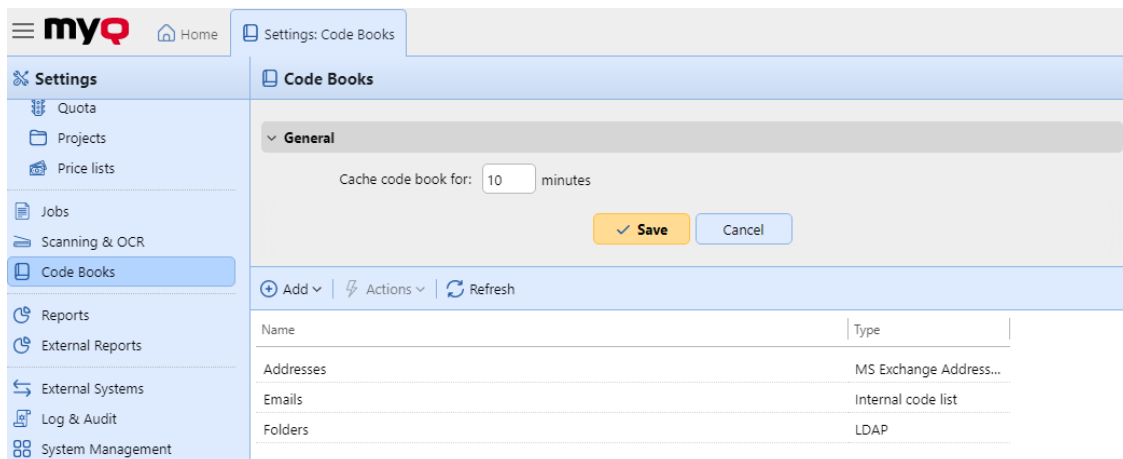 myQ Home Settings: Code Books
Settings Code Books
Quota
Projects
Price lists
Jobs
Scanning & OCR
Code Books
Reports
External Reports
External Systems
Log & Audit
System Management
General
Cache code book for: 10 minutes
Save Cancel
Add Actions Refresh
Name Type
Addresses MS Exchange Address...
Emails Internal code list
Folders LDAP